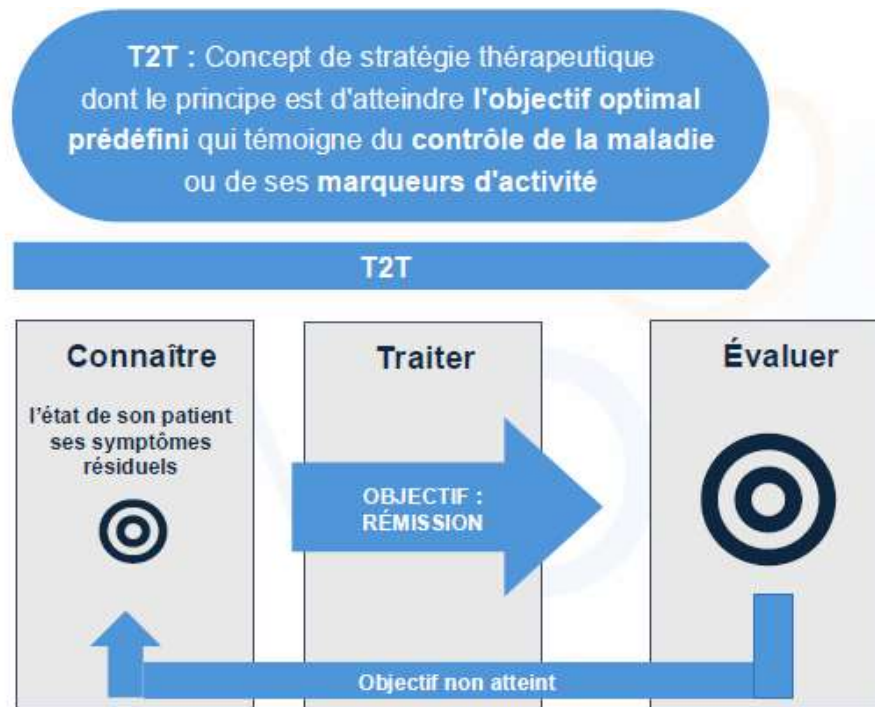 T2T : Concept de stratégie thérapeutique
dont le principe est d'atteindre l'objectif optimal
prédéfini qui témoigne du contrôle de la maladie
ou de ses marqueurs d'activité
T2T
Connaître
l'état de son patient
ses symptômes
résiduels
Traiter
OBJECTIF :
RÉMISSION
Évaluer
Objectif non atteint